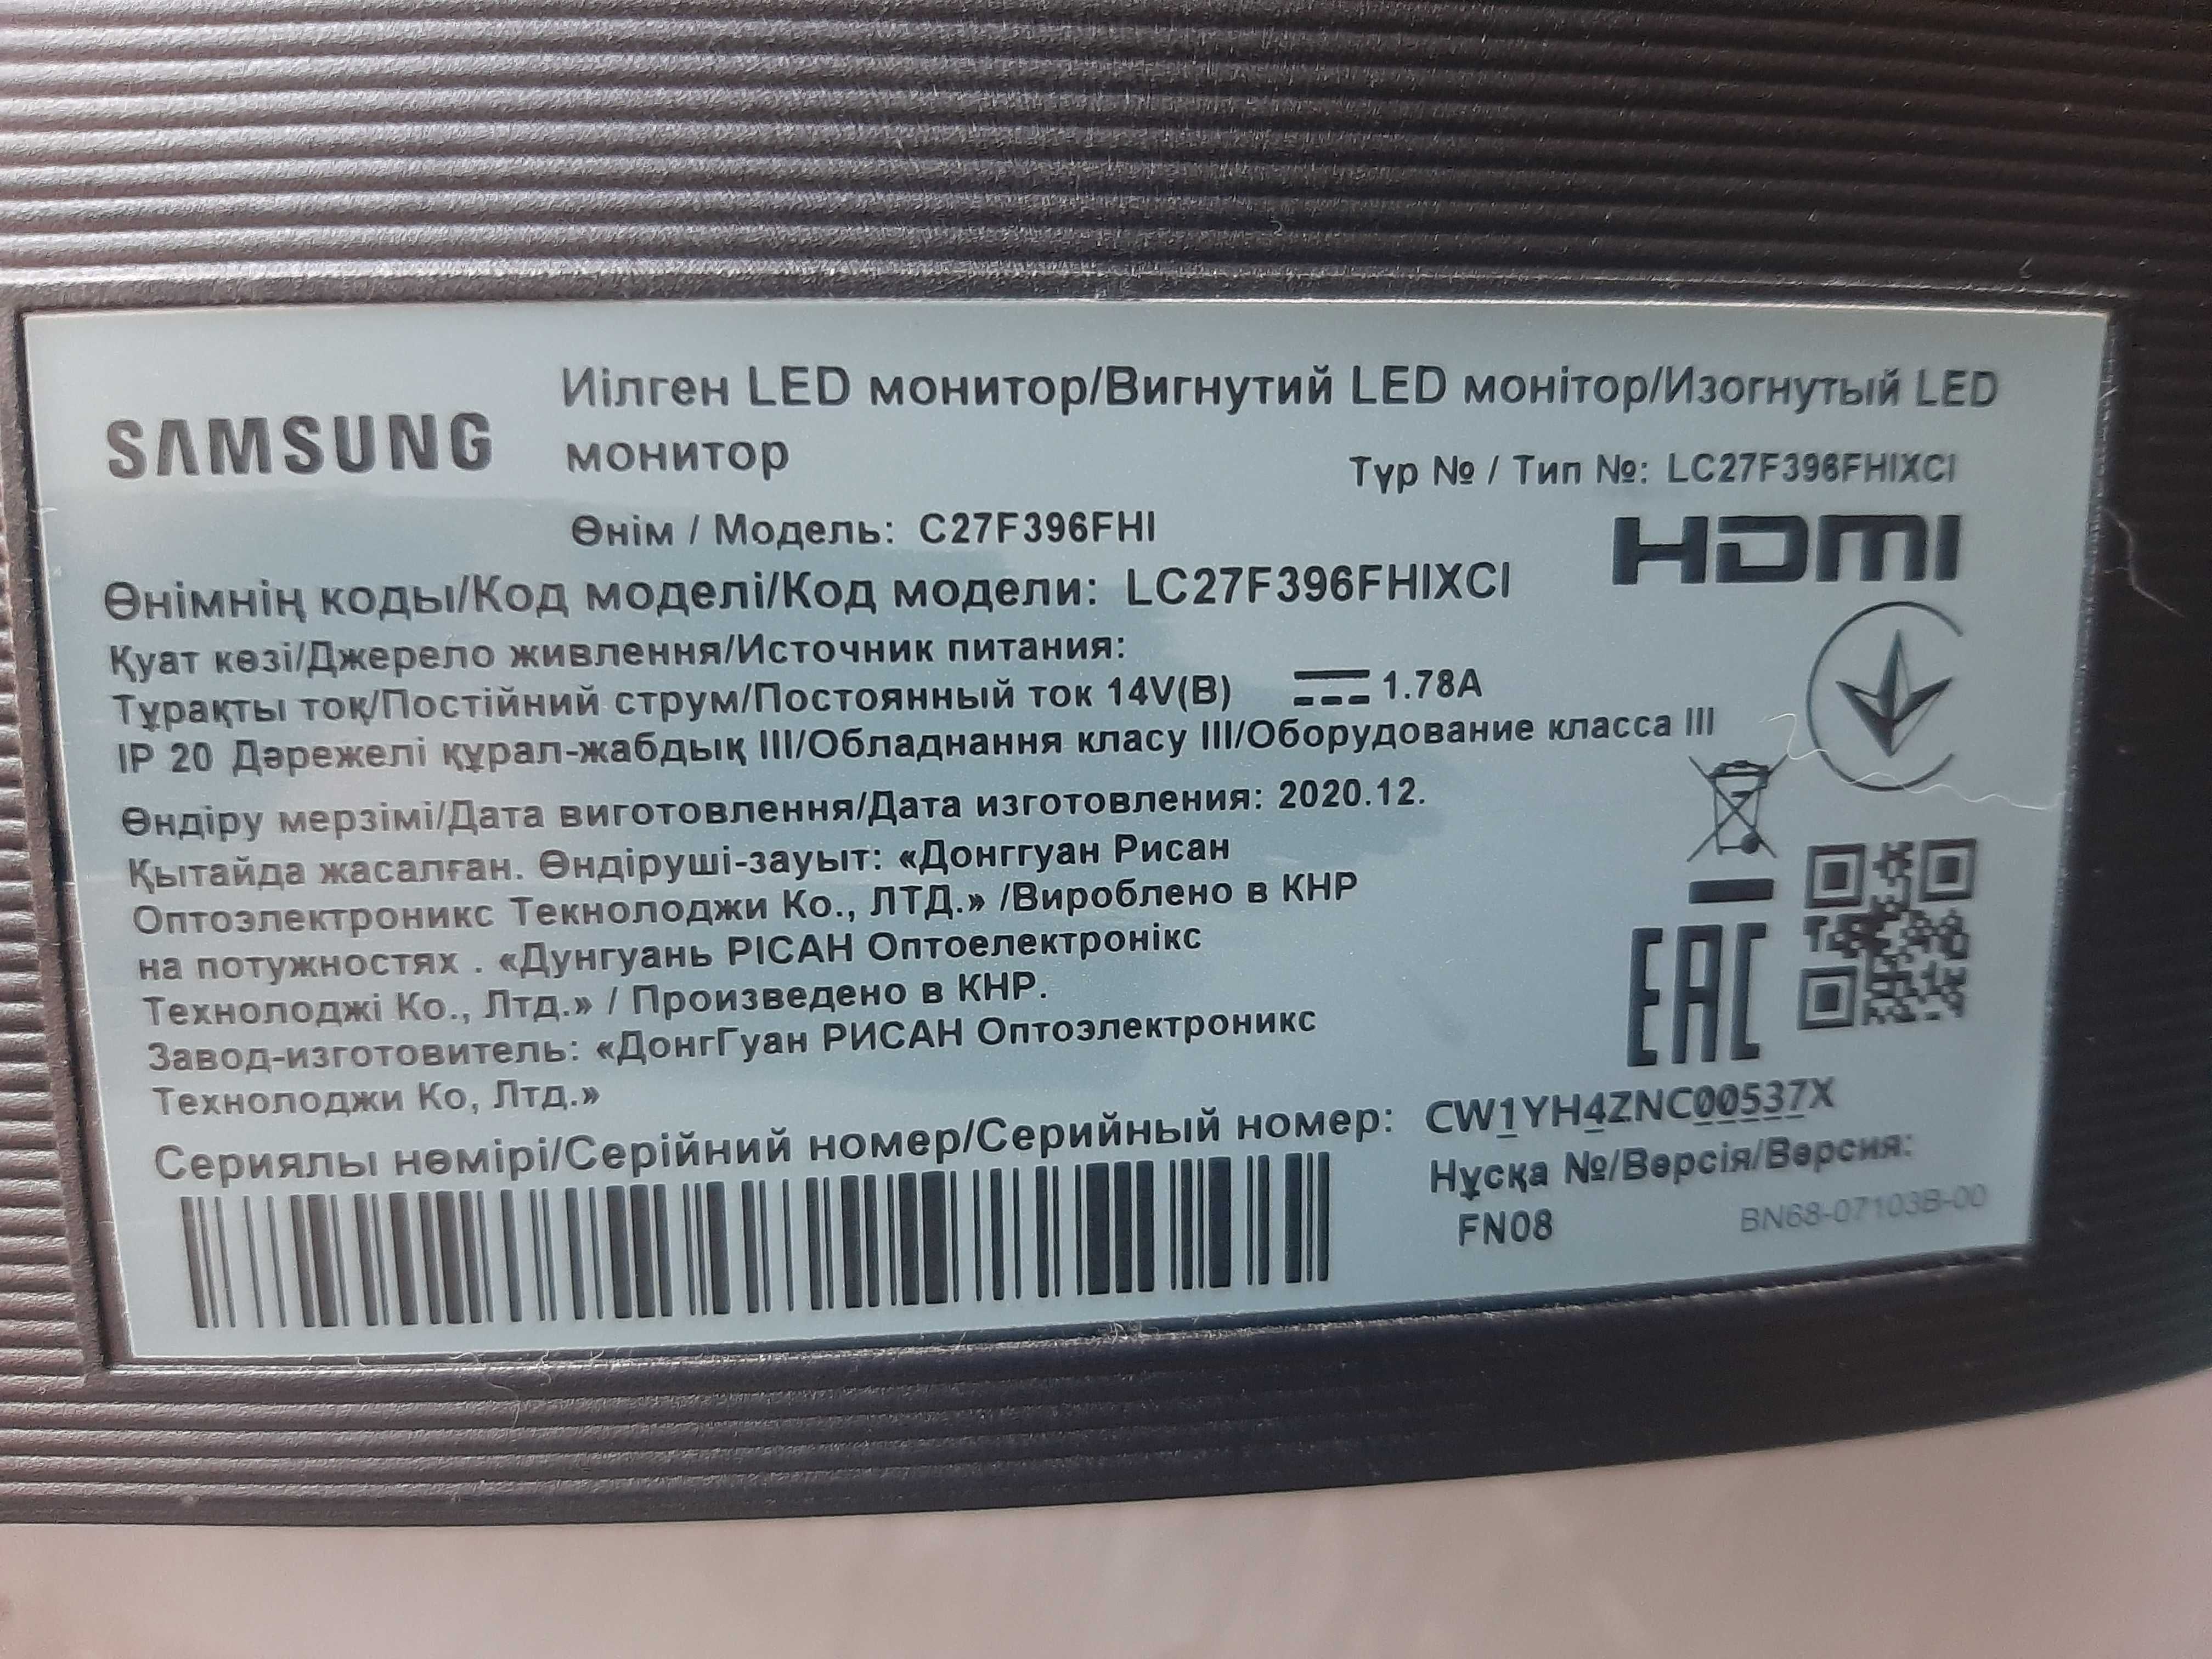 SAMSUNG
Иілген LED монитор/Вигнутий LED монітор/Изогнутый LED
монитор
Түр № / Тип №: LC27F396FHIXCI
Өнім / Модель: C27F396FHI
HDMI
Өнімнің коды/Код моделі/Код модели: LC27F396FHIXCI
Қуат көзі/Джерело живлення/Источник питания:
Тұрақты тоқ/Постійний струм/Постоянный ток 14V(B) 1.78A
IP 20 Дәрежелі құрал-жабдық III/Обладнання класу III/Оборудование класса III
Өндіру мерзімі/Дата виготовлення/Дата изготовления: 2020.12.
Қытайда жасалған. Өндіруші-зауыт: «Донггуан Рисан
Оптоэлектроникс Текнолоджи Ко., ЛТД.» /Вироблено в КНР
на потужностях . «Дунгуань РІСАН Оптоелектронікс
Технолоджі Ко., Лтд.» / Произведено в КНР.
Завод-изготовитель: «ДонгГуан РИСАН Оптоэлектроникс
Технолоджи Ко, Лтд.»
EAC
Сериялы нөмірі/Серійний номер/Серийный номер: CW1YH4ZNC00537X
Нұсқа №/Версія/Версия:
FN08
BN68-07103B-00